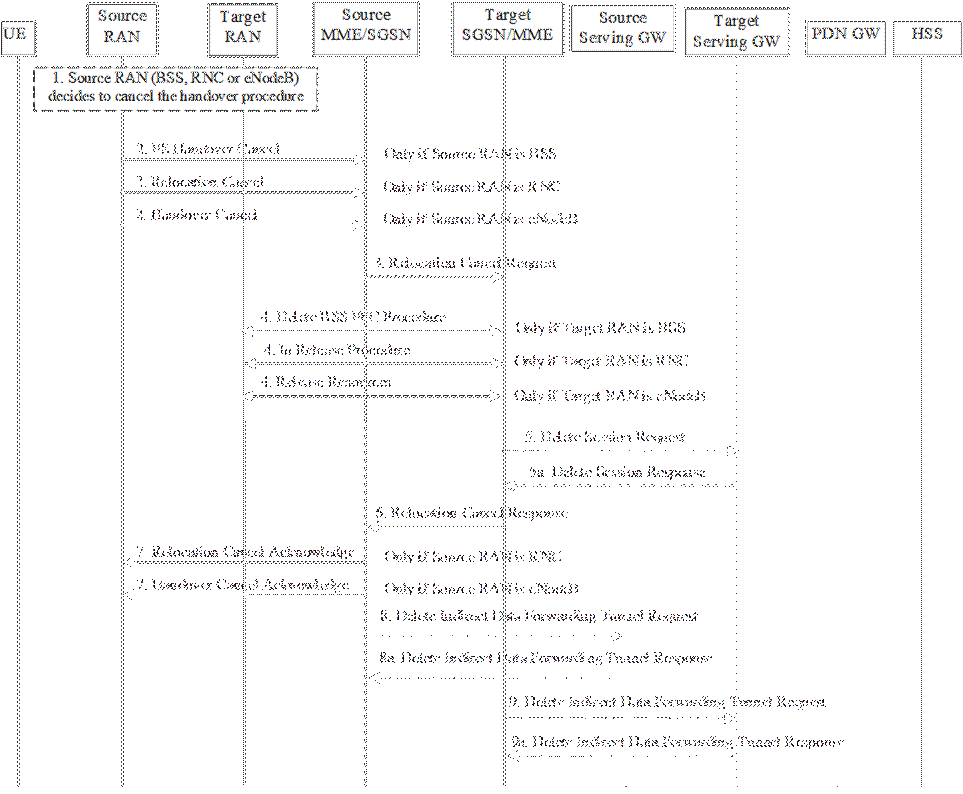 UE
Source
RAN
Target
RAN
Source
MME/SGSN
Target
SGSN/MME
Source
Serving GW
Target
Serving GW
PDN GW
HSS
1. Source RAN (BSS, RNC or eNodeB)
decides to cancel the handover procedure
2. PS Handover Cancel
Only if Source RAN is BSS
2. Relocation Cancel
Only if Source RAN is RNC
2. Handover Cancel
Only if Source RAN is eNodeB
3. Relocation Cancel Request
4. Delete BSS PFC Procedure
Only if Target RAN is BSS
4. Iu Release Procedure
Only if Target RAN is RNC
4. Release Resources
Only if Target RAN is eNodeB
5. Delete Session Request
5a. Delete Session Response
6. Relocation Cancel Response
7. Relocation Cancel Acknowledge
Only if Source RAN is RNC
7. Handover Cancel Acknowledge
Only if Source RAN is eNodeB
8. Delete Indirect Data Forwarding Tunnel Request
8a. Delete Indirect Data Forwarding Tunnel Response
9. Delete Indirect Data Forwarding Tunnel Request
9a. Delete Indirect Data Forwarding Tunnel Response